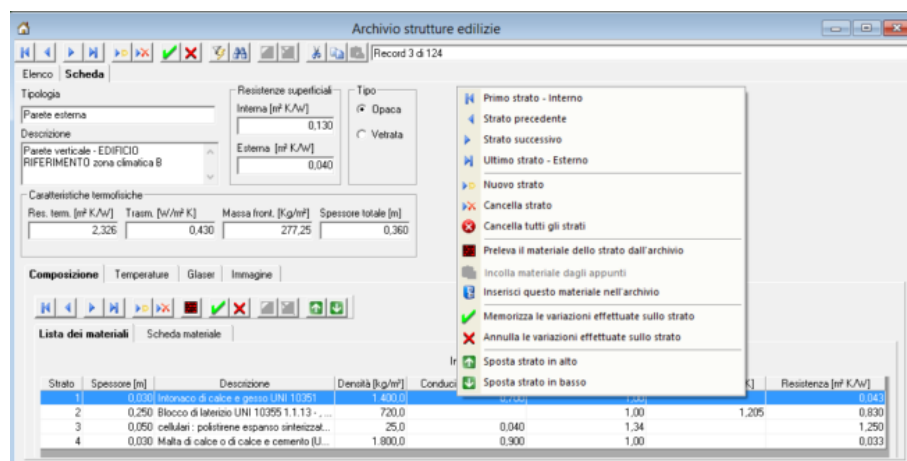 Archivio strutture edilizie
Record 3 di 124
Elenco Scheda
Tipologia
Parete esterna
Descrizione
Parete verticale - EDIFICIO
RIFERIMENTO zona climatica B
Resistenze superficiali
Interna [m² K/W]
0,130
Esterna [m² K/W]
0,040
Tipo
Opaca
Vetrata
Caratteristiche termofisiche
Res. term. [m² K/W] Trasm. [W/m² K] Massa front. [Kg/m²] Spessore totale [m]
2,326 0,430 277,25 0,360
Primo strato - Interno
Strato precedente
Strato successivo
Ultimo strato - Esterno
Nuovo strato
Cancella strato
Cancella tutti gli strati
Preleva il materiale dello strato dall'archivio
Incolla materiale dagli appunti
Inserisci questo materiale nell'archivio
Memorizza le variazioni effettuate sullo strato
Annulla le variazioni effettuate sullo strato
Sposta strato in alto
Sposta strato in basso
Composizione Temperature Glaser Immagine
Lista dei materiali Scheda materiale
In
Strato Spessore [m] Descrizione Densità [kg/m³] Conduci K] Resistenza [m² K/W]
1 0,030 Intonaco di calce e gesso UNI 10351 1.400,0 0,700 1,00 0,043
2 0,250 Blocco di laterizio UNI 10355 1.1.13 - , ... 720,0 1,00 1,205 0,830
3 0,050 cellulari : polistirene espanso sinterizzat... 25,0 0,040 1,34 1,250
4 0,030 Malta di calce o di calce e cemento (U... 1.800,0 0,900 1,00 0,033